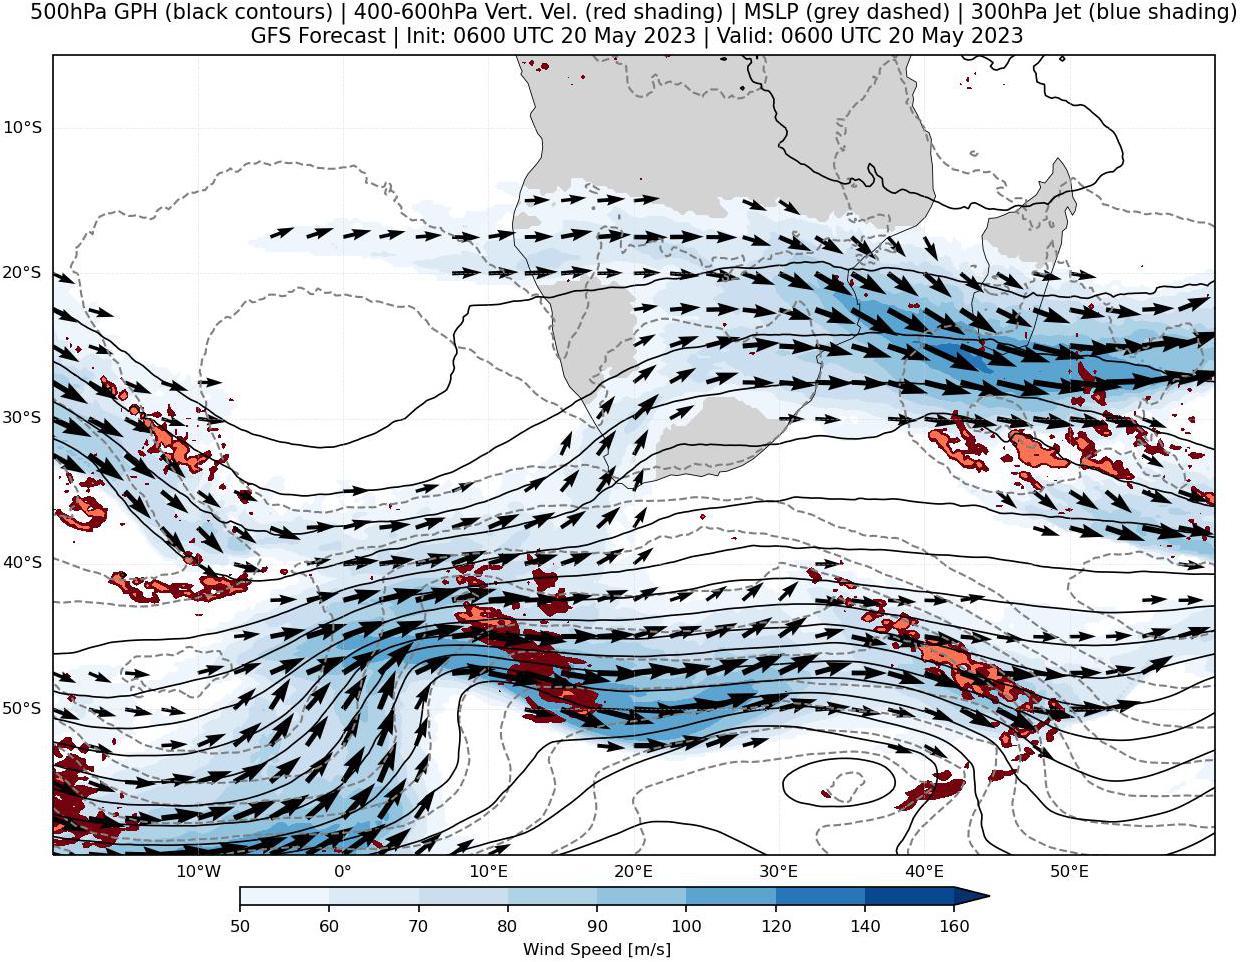 500hPa GPH (black contours) | 400-600hPa Vert. Vel. (red shading) | MSLP (grey dashed) | 300hPa Jet (blue shading)
GFS Forecast | Init: 0600 UTC 20 May 2023 | Valid: 0600 UTC 20 May 2023
10°S
20°S
30°S
40°S
50°S
10°W 0° 10°E 20°E 30°E 40°E 50°E
50 60 70 80 90 100 120 140 160
Wind Speed [m/s]